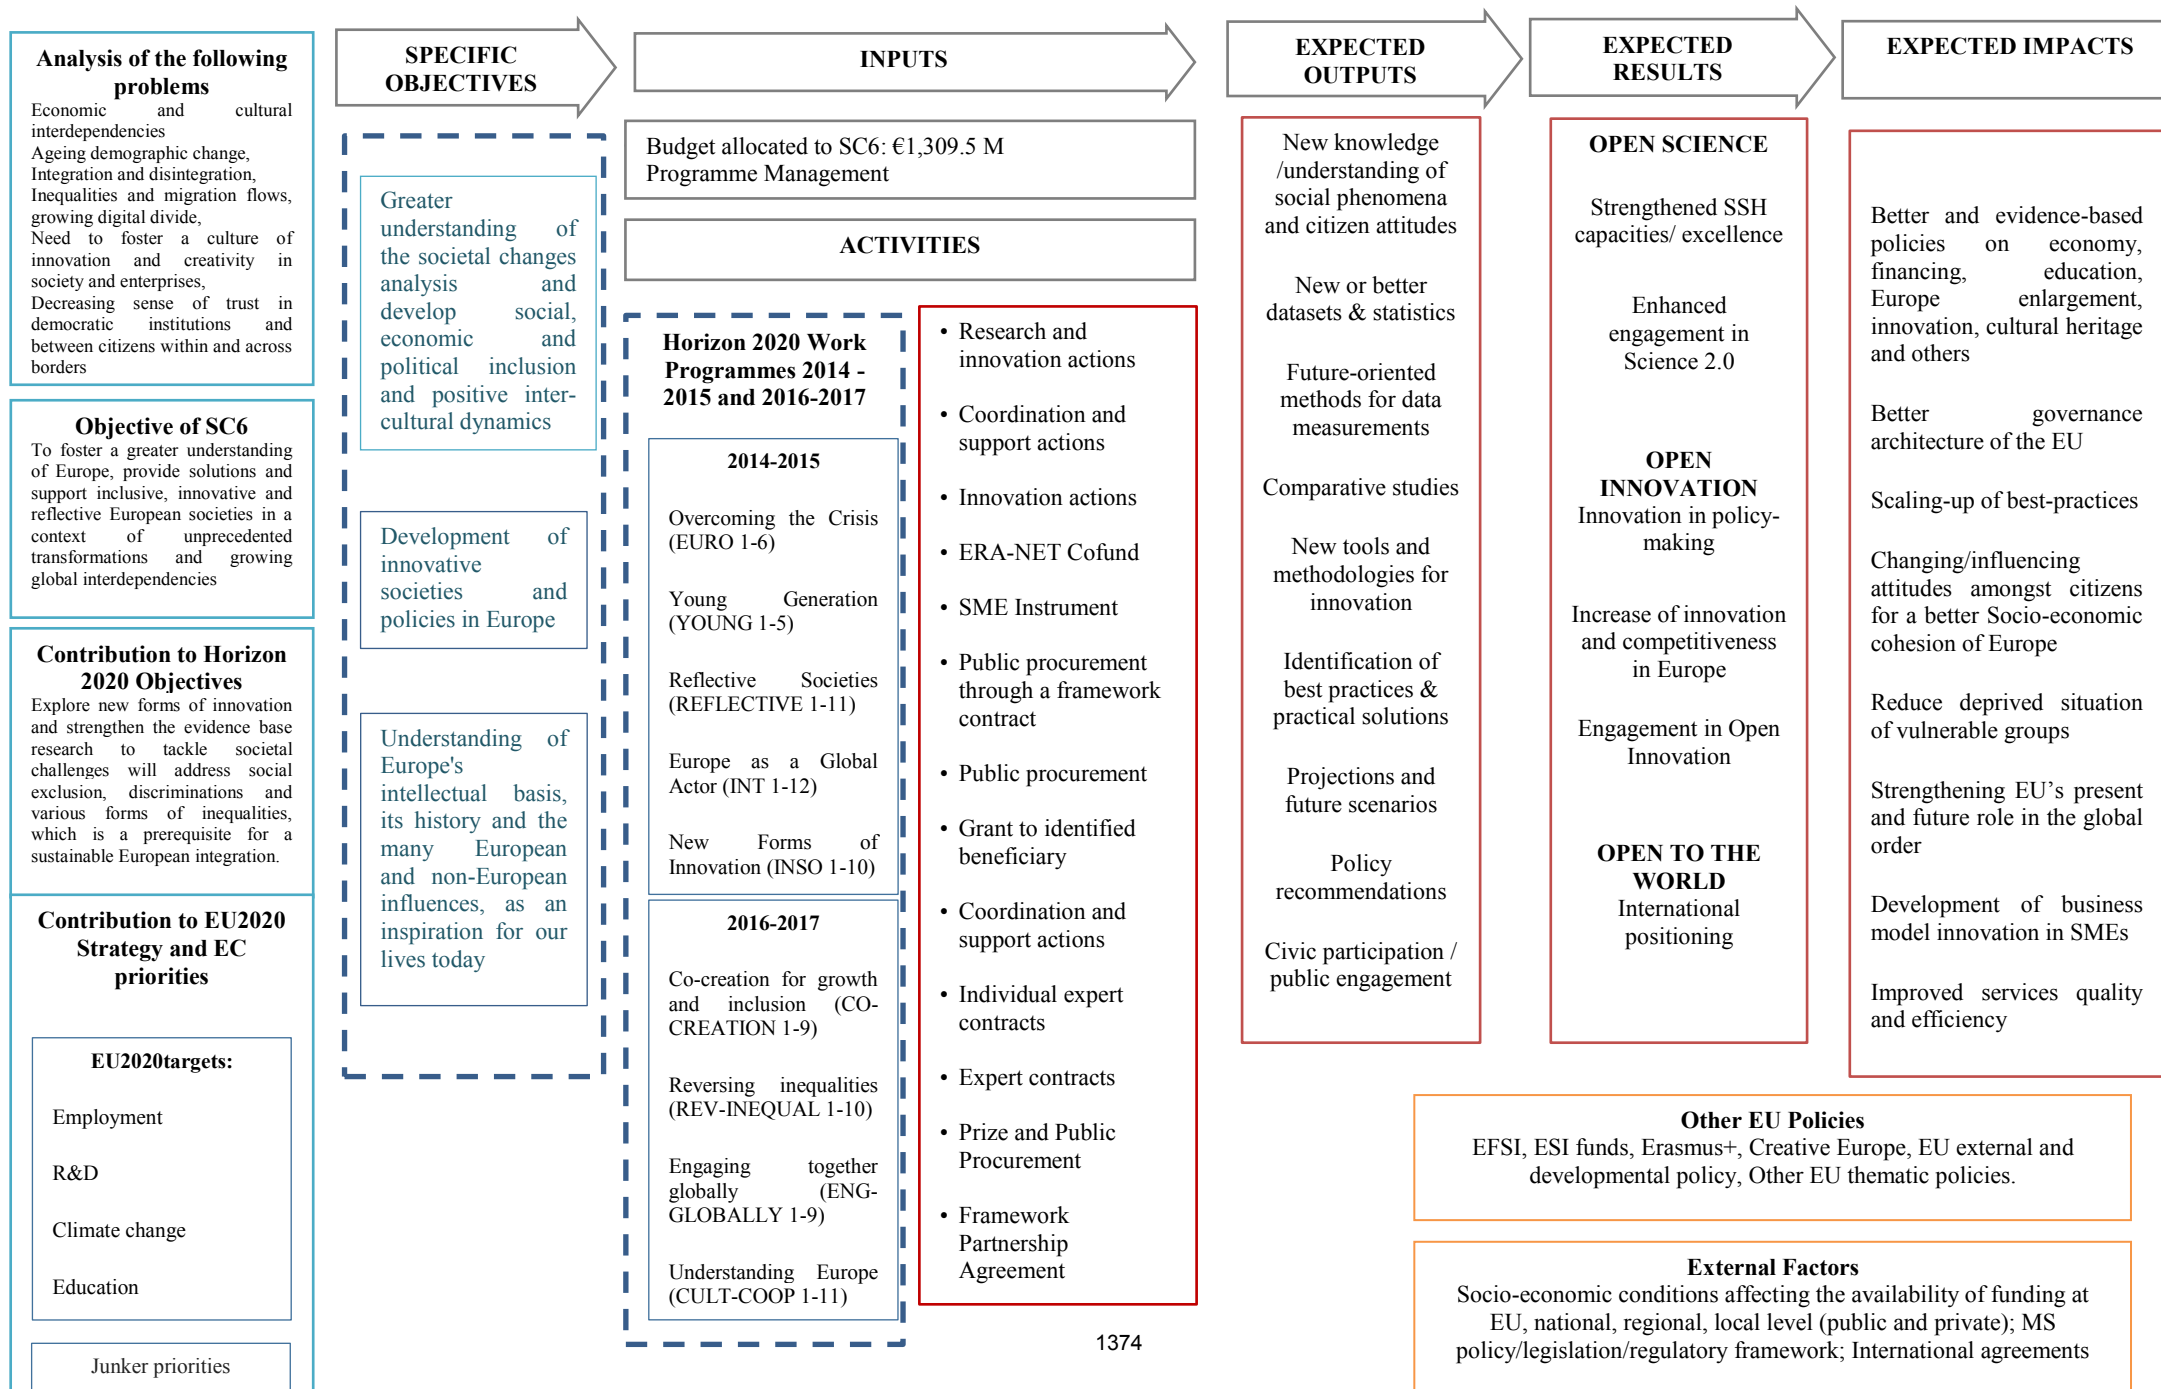 Analysis of the following
problems
Economic and cultural
interdependencies
Ageing demographic change,
Integration and disintegration,
Inequalities and migration flows,
growing digital divide,
Need to foster a culture of
innovation and creativity in
society and enterprises,
Decreasing sense of trust in
democratic institutions and
between citizens within and across
borders
Objective of SC6
To foster a greater understanding
of Europe, provide solutions and
support inclusive, innovative and
reflective European societies in a
context of unprecedented
transformations and growing
global interdependencies
Contribution to Horizon
2020 Objectives
Explore new forms of innovation
and strengthen the evidence base
research to tackle societal
challenges will address social
exclusion, discriminations and
various forms of inequalities,
which is a prerequisite for a
sustainable European integration.
Contribution to EU2020
Strategy and EC
priorities
EU2020targets:
Employment
R&D
Climate change
Education
Junker priorities
SPECIFIC
OBJECTIVES
Greater
understanding of
the societal changes
analysis and
develop social,
economic and
political inclusion
and positive inter-
cultural dynamics
Development of
innovative
societies and
policies in Europe
Understanding of
Europe's
intellectual basis,
its history and the
many European
and non-European
influences, as an
inspiration for our
lives today
INPUTS
Budget allocated to SC6: €1,309.5 M
Programme Management
ACTIVITIES
Horizon 2020 Work
Programmes 2014 -
2015 and 2016-2017
2014-2015
Overcoming the Crisis
(EURO 1-6)
Young Generation
(YOUNG 1-5)
Reflective Societies
(REFLECTIVE 1-11)
Europe as a Global
Actor (INT 1-12)
New Forms of
Innovation (INSO 1-10)
2016-2017
Co-creation for growth
and inclusion (CO-
CREATION 1-9)
Reversing inequalities
(REV-INEQUAL 1-10)
Engaging together
globally (ENG-
GLOBALLY 1-9)
Understanding Europe
(CULT-COOP 1-11)
• Research and
innovation actions
• Coordination and
support actions
• Innovation actions
• ERA-NET Cofund
• SME Instrument
• Public procurement
through a framework
contract
• Public procurement
• Grant to identified
beneficiary
• Coordination and
support actions
• Individual expert
contracts
• Expert contracts
• Prize and Public
Procurement
• Framework
Partnership
Agreement
EXPECTED
OUTPUTS
New knowledge
/understanding of
social phenomena
and citizen attitudes
New or better
datasets & statistics
Future-oriented
methods for data
measurements
Comparative studies
New tools and
methodologies for
innovation
Identification of
best practices &
practical solutions
Projections and
future scenarios
Policy
recommendations
Civic participation /
public engagement
EXPECTED
RESULTS
OPEN SCIENCE
Strengthened SSH
capacities/ excellence
Enhanced
engagement in
Science 2.0
OPEN
INNOVATION
Innovation in policy-
making
Increase of innovation
and competitiveness
in Europe
Engagement in Open
Innovation
OPEN TO THE
WORLD
International
positioning
EXPECTED IMPACTS
Better and evidence-based
policies on economy,
financing, education,
Europe enlargement,
innovation, cultural heritage
and others
Better governance
architecture of the EU
Scaling-up of best-practices
Changing/influencing
attitudes amongst citizens
for a better Socio-economic
cohesion of Europe
Reduce deprived situation
of vulnerable groups
Strengthening EU’s present
and future role in the global
order
Development of business
model innovation in SMEs
Improved services quality
and efficiency
Other EU Policies
EFSI, ESI funds, Erasmus+, Creative Europe, EU external and
developmental policy, Other EU thematic policies.
External Factors
Socio-economic conditions affecting the availability of funding at
EU, national, regional, local level (public and private); MS
policy/legislation/regulatory framework; International agreements
1374